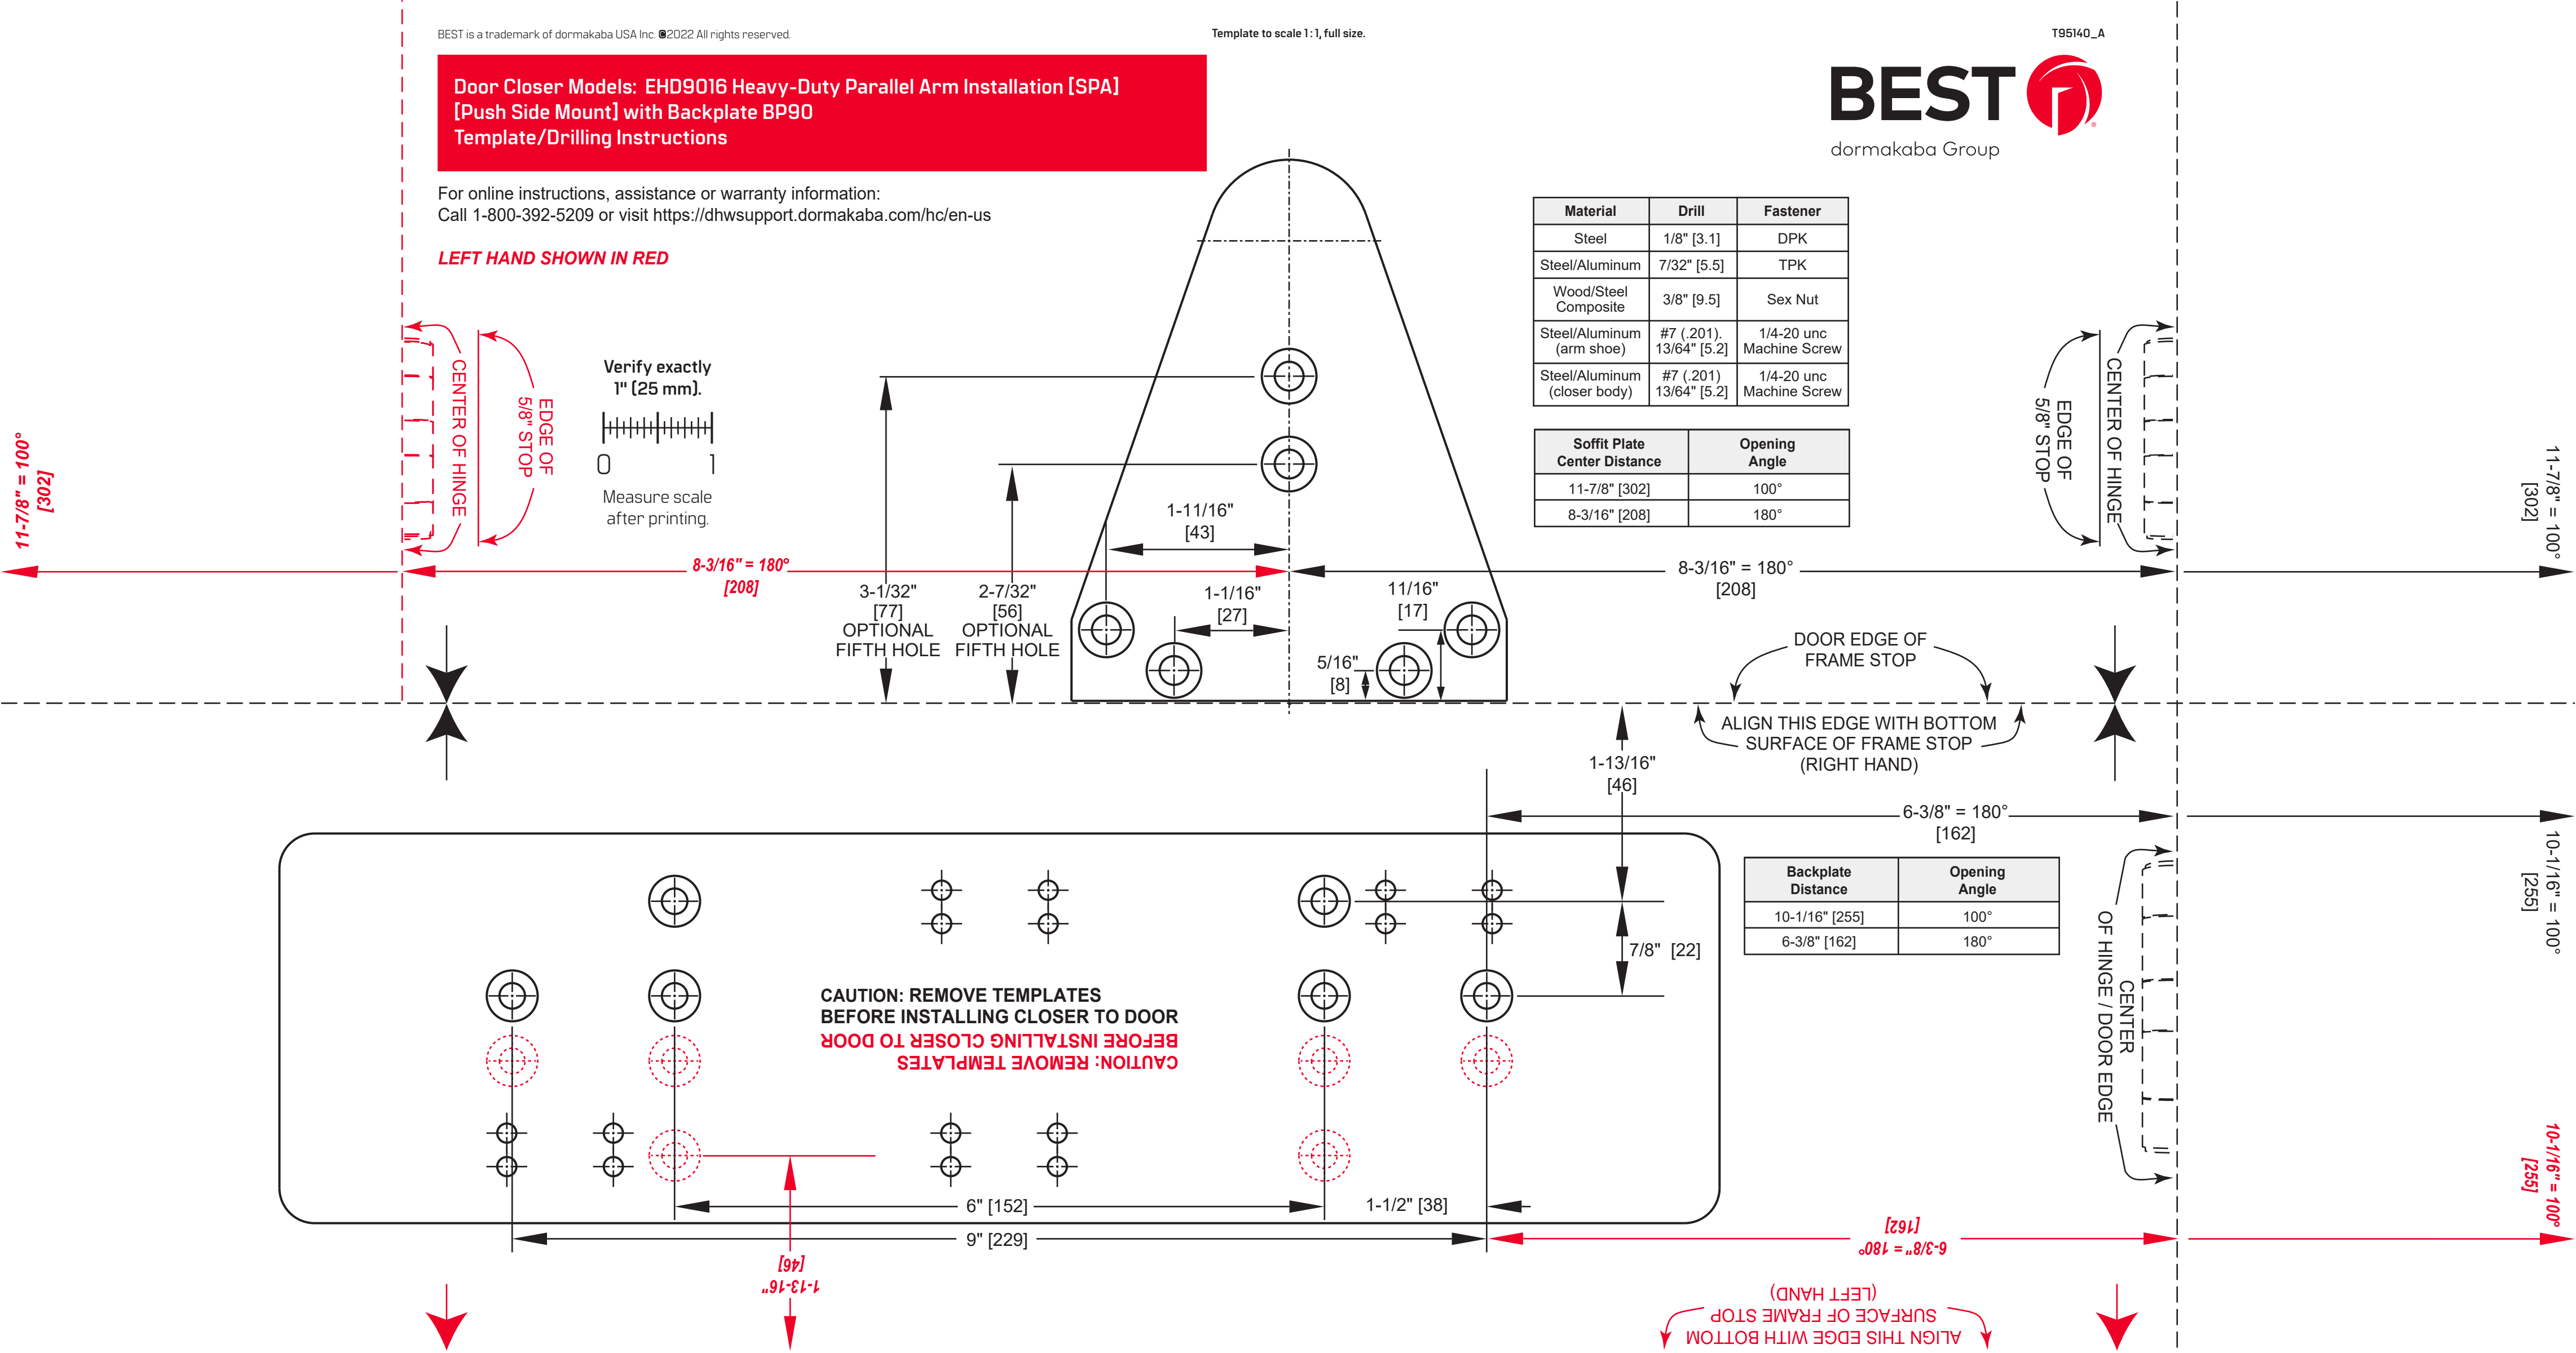 BEST is a trademark of dormakaba USA Inc. ©2022 All rights reserved.
Template to scale 1 : 1, full size.
T95140_A
Door Closer Models: EHD9016 Heavy-Duty Parallel Arm Installation [SPA]
[Push Side Mount] with Backplate BP90
Template/Drilling Instructions
BEST
®
dormakaba Group
For online instructions, assistance or warranty information:
Call 1-800-392-5209 or visit https://dhwsupport.dormakaba.com/hc/en-us
LEFT HAND SHOWN IN RED
Material Drill Fastener
Steel 1/8" [3.1] DPK
Steel/Aluminum 7/32" [5.5] TPK
Wood/Steel
Composite 3/8" [9.5] Sex Nut
Steel/Aluminum #7 (.201). 1/4-20 unc
(arm shoe) 13/64" [5.2] Machine Screw
Steel/Aluminum #7 (.201) 1/4-20 unc
(closer body) 13/64" [5.2] Machine Screw
Soffit Plate Opening
Center Distance Angle
11-7/8" [302] 100°
8-3/16" [208] 180°
11-7/8" = 100°
[302]
CENTER OF HINGE
EDGE OF
5/8" STOP
Verify exactly
1" (25 mm).
0 1
Measure scale
after printing.
8-3/16" = 180°
[208]
3-1/32"
[77]
OPTIONAL
FIFTH HOLE
2-7/32"
[56]
OPTIONAL
FIFTH HOLE
1-11/16"
[43]
1-1/16"
[27]
11/16"
[17]
5/16"
[8]
8-3/16" = 180°
[208]
EDGE OF
5/8" STOP
CENTER OF HINGE
11-7/8" = 100°
[302]
DOOR EDGE OF
FRAME STOP
ALIGN THIS EDGE WITH BOTTOM
SURFACE OF FRAME STOP
(RIGHT HAND)
1-13/16"
[46]
6-3/8" = 180°
[162]
10-1/16" = 100°
[255]
Backplate Opening
Distance Angle
10-1/16" [255] 100°
6-3/8" [162] 180°
7/8" [22]
CENTER
OF HINGE / DOOR EDGE
CAUTION: REMOVE TEMPLATES
BEFORE INSTALLING CLOSER TO DOOR
CAUTION: REMOVE TEMPLATES
BEFORE INSTALLING CLOSER TO DOOR
6" [152]
1-1/2" [38]
9" [229]
1-13-16"
[46]
6-3/8" = 180°
[162]
10-1/16" = 100°
[255]
ALIGN THIS EDGE WITH BOTTOM
SURFACE OF FRAME STOP
(LEFT HAND)